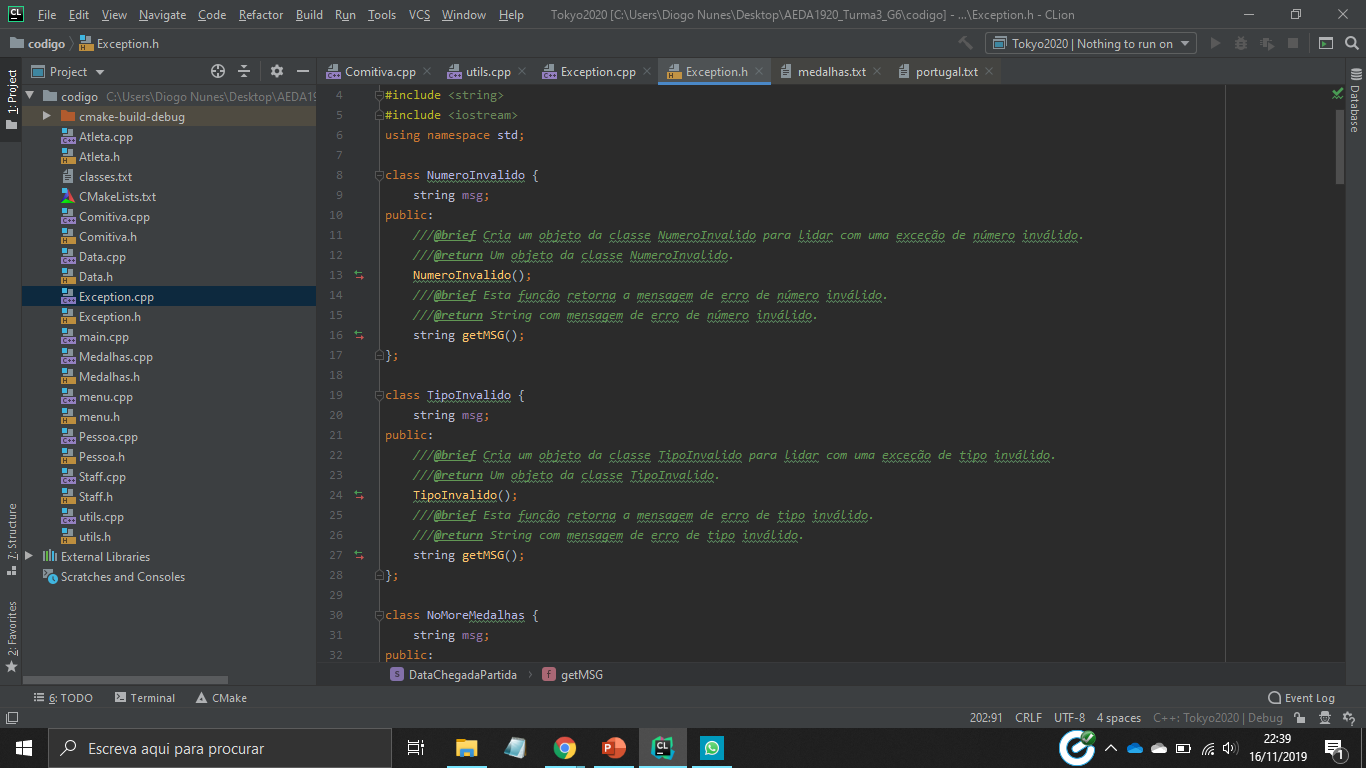 File Edit View Navigate Code Refactor Build Run Tools VCS Window Help Tokyo2020 [C:\Users\Diogo Nunes\Desktop\AEDA1920_Turma3_G6\codigo] - ...\Exception.h - CLion
codigo Exception.h Tokyo2020 | Nothing to run on
Project
Comitiva.cpp utils.cpp Exception.cpp Exception.h medalhas.txt portugal.txt
1: Project
7: Structure
2: Favorites
Database
codigo C:\Users\Diogo Nunes\Desktop\AEDA19
cmake-build-debug
Atleta.cpp
Atleta.h
classes.txt
CMakeLists.txt
Comitiva.cpp
Comitiva.h
Data.cpp
Data.h
Exception.cpp
Exception.h
main.cpp
Medalhas.cpp
Medalhas.h
menu.cpp
menu.h
Pessoa.cpp
Pessoa.h
Staff.cpp
Staff.h
utils.cpp
utils.h
External Libraries
Scratches and Consoles
4 #include <string>
5 #include <iostream>
6 using namespace std;
7
8 class NumeroInvalido {
9 string msg;
10 public:
11 ///@brief Cria um objeto da classe NumeroInvalido para lidar com uma exceção de número inválido.
12 ///@return Um objeto da classe NumeroInvalido.
13 NumeroInvalido();
14 ///@brief Esta função retorna a mensagem de erro de número inválido.
15 ///@return String com mensagem de erro de número inválido.
16 string getMSG();
17 };
18
19 class TipoInvalido {
20 string msg;
21 public:
22 ///@brief Cria um objeto da classe TipoInvalido para lidar com uma exceção de tipo inválido.
23 ///@return Um objeto da classe TipoInvalido.
24 TipoInvalido();
25 ///@brief Esta função retorna a mensagem de erro de tipo inválido.
26 ///@return String com mensagem de erro de tipo inválido.
27 string getMSG();
28 };
29
30 class NoMoreMedalhas {
31 string msg;
32 public:
S DataChegadaPartida f getMSG
6: TODO Terminal CMake Event Log
202:91 CRLF UTF-8 4 spaces C++: Tokyo2020 | Debug
Escreva aqui para procurar
22:39
16/11/2019
1